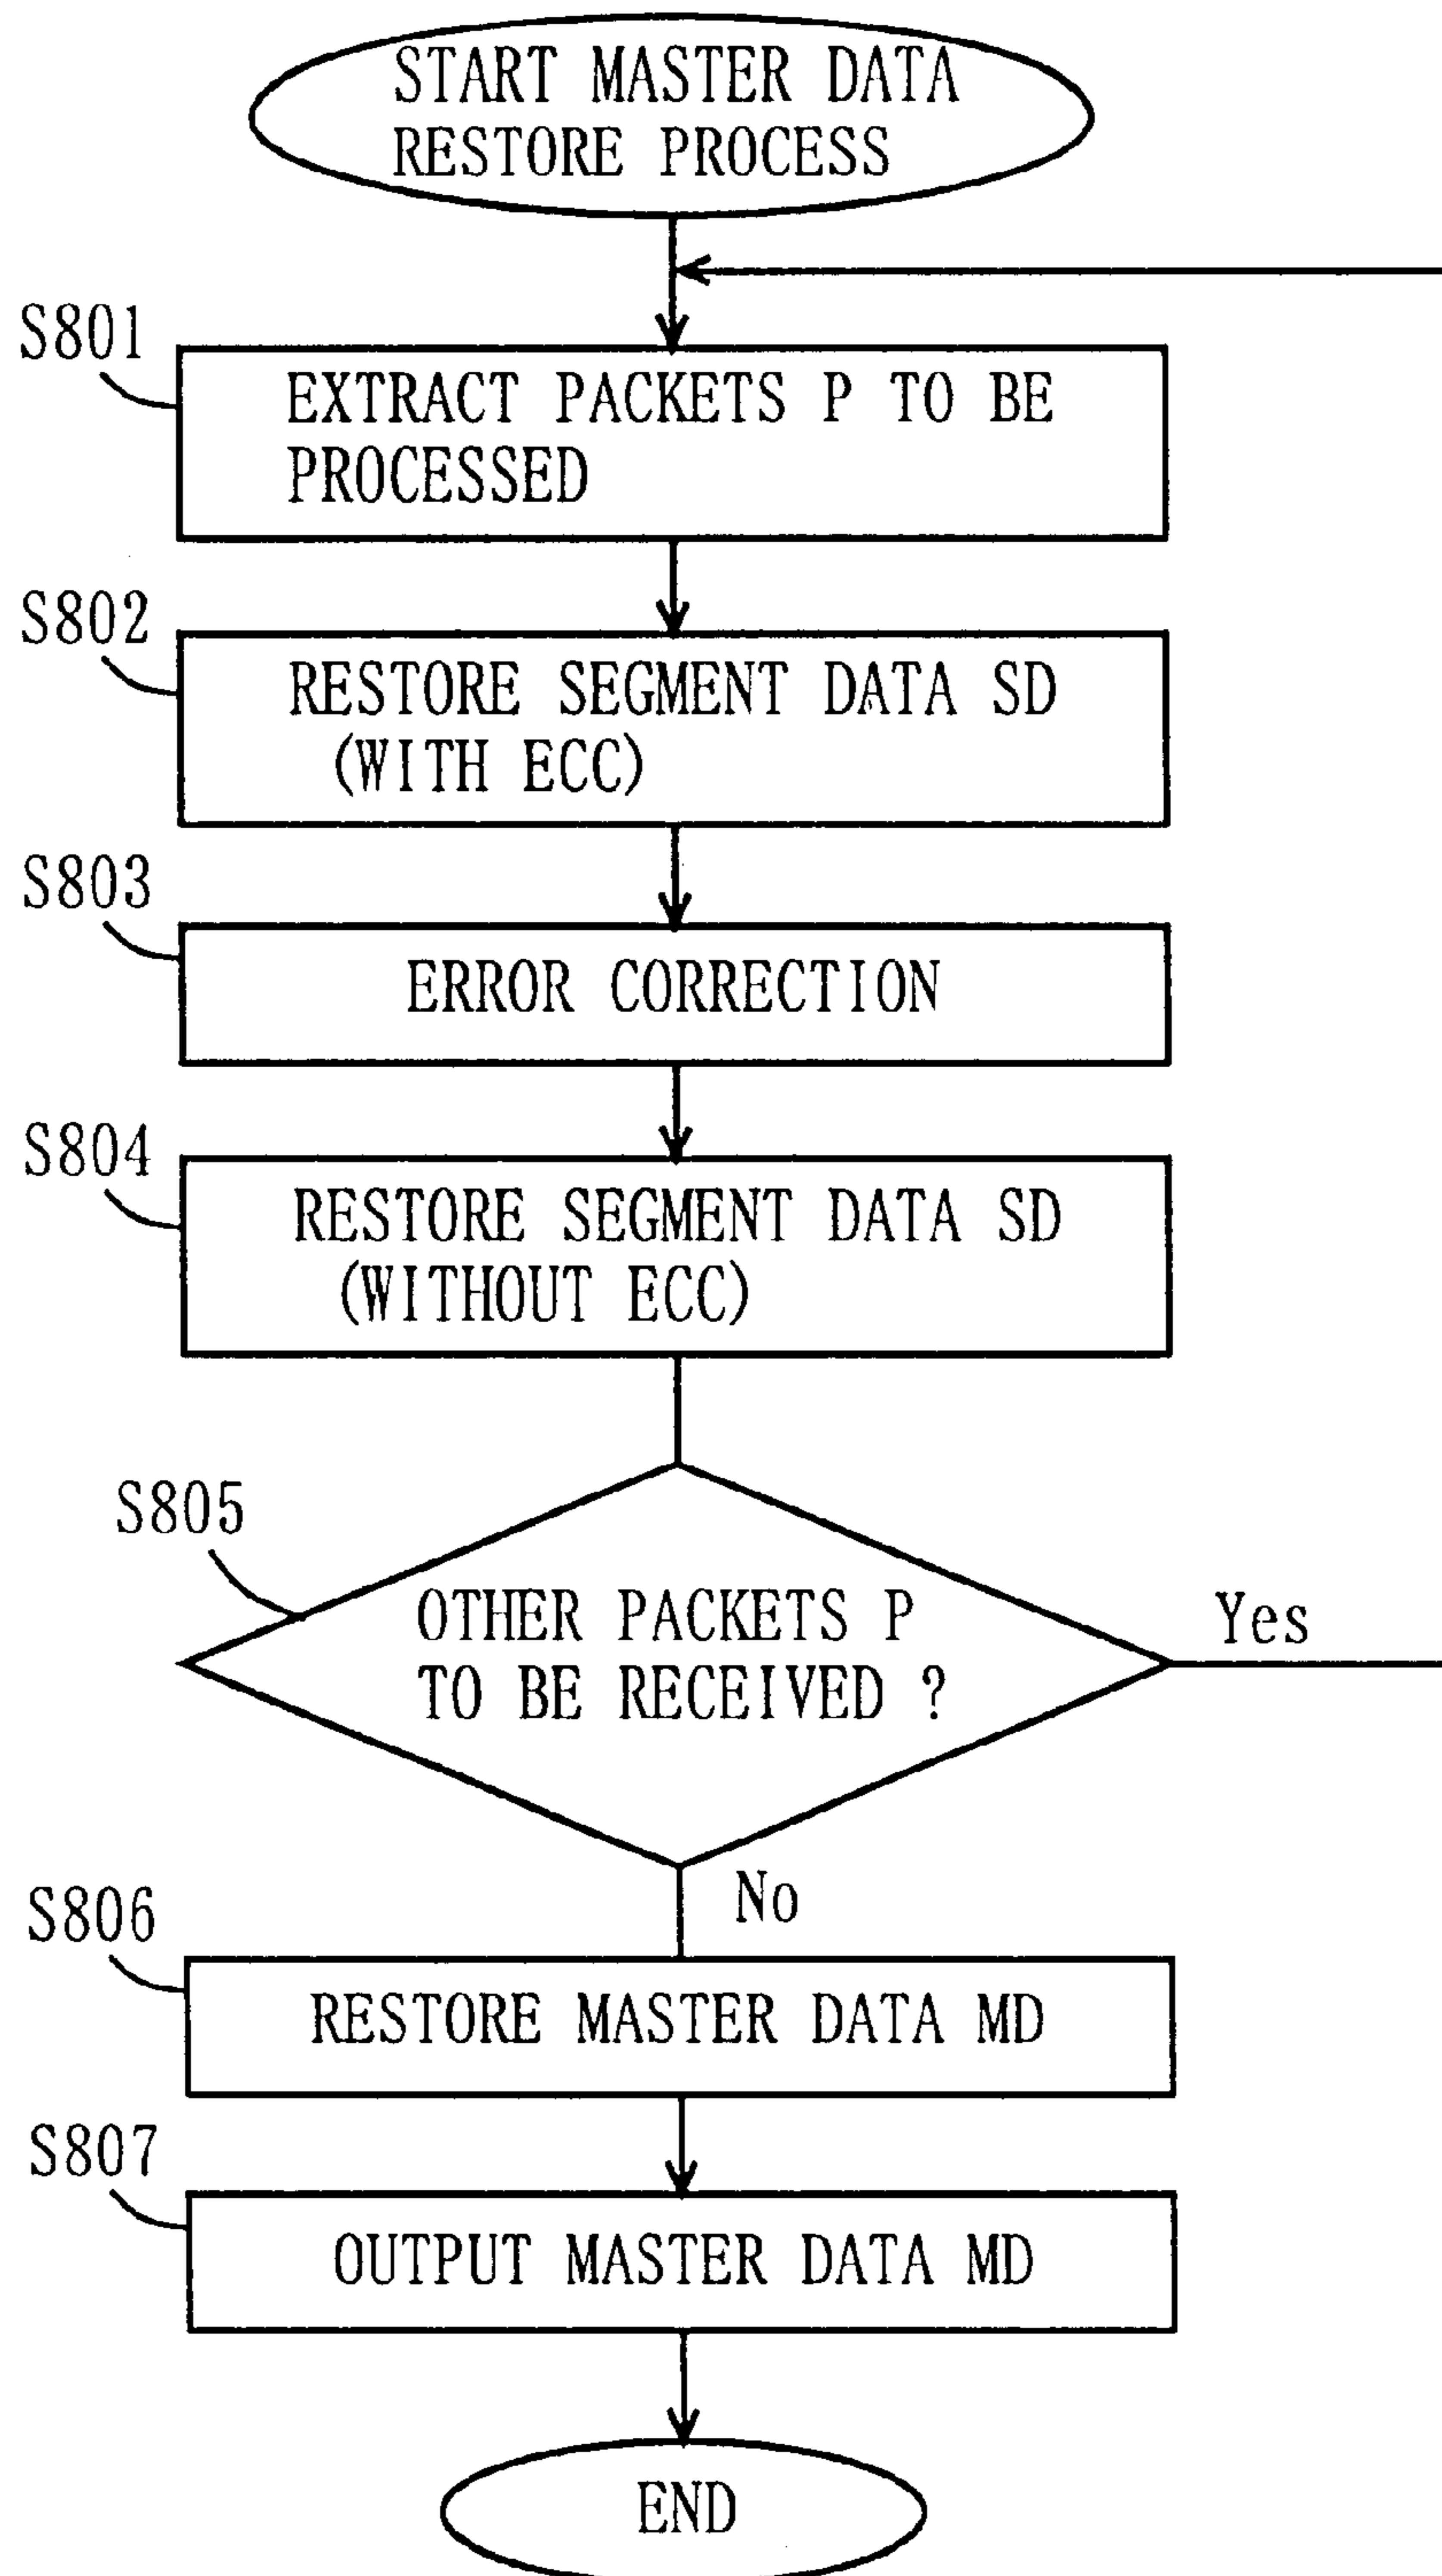 START MASTER DATA
RESTORE PROCESS
S801
EXTRACT PACKETS P TO BE
PROCESSED
S802
RESTORE SEGMENT DATA SD
(WITH ECC)
S803
ERROR CORRECTION
S804
RESTORE SEGMENT DATA SD
(WITHOUT ECC)
S805
OTHER PACKETS P
TO BE RECEIVED ?
Yes
No
S806
RESTORE MASTER DATA MD
S807
OUTPUT MASTER DATA MD
END